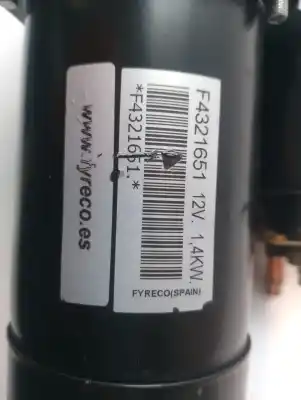 F4321651 12V. 1,4KW.
*F4321651.*
FYRECO(SPAIN)
www.fyreco.es